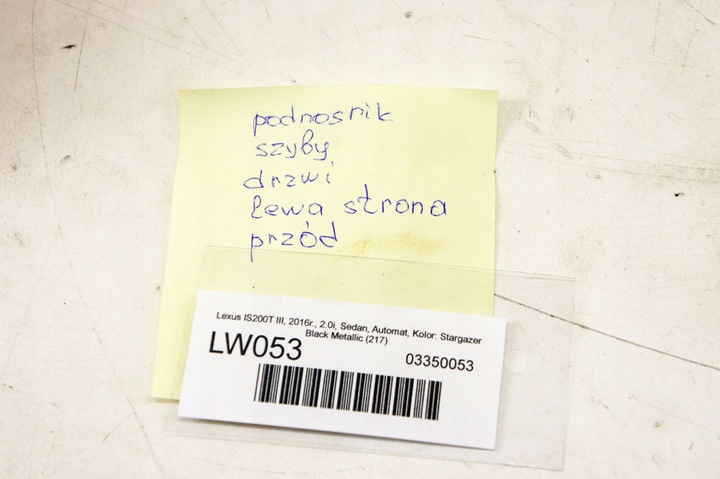 podnosnik
szyby
drzwi
lewa strona
przód
Lexus IS200T III, 2016r., 2.0i, Sedan, Automat, Kolor: Stargazer
Black Metallic (217)
LW053
03350053